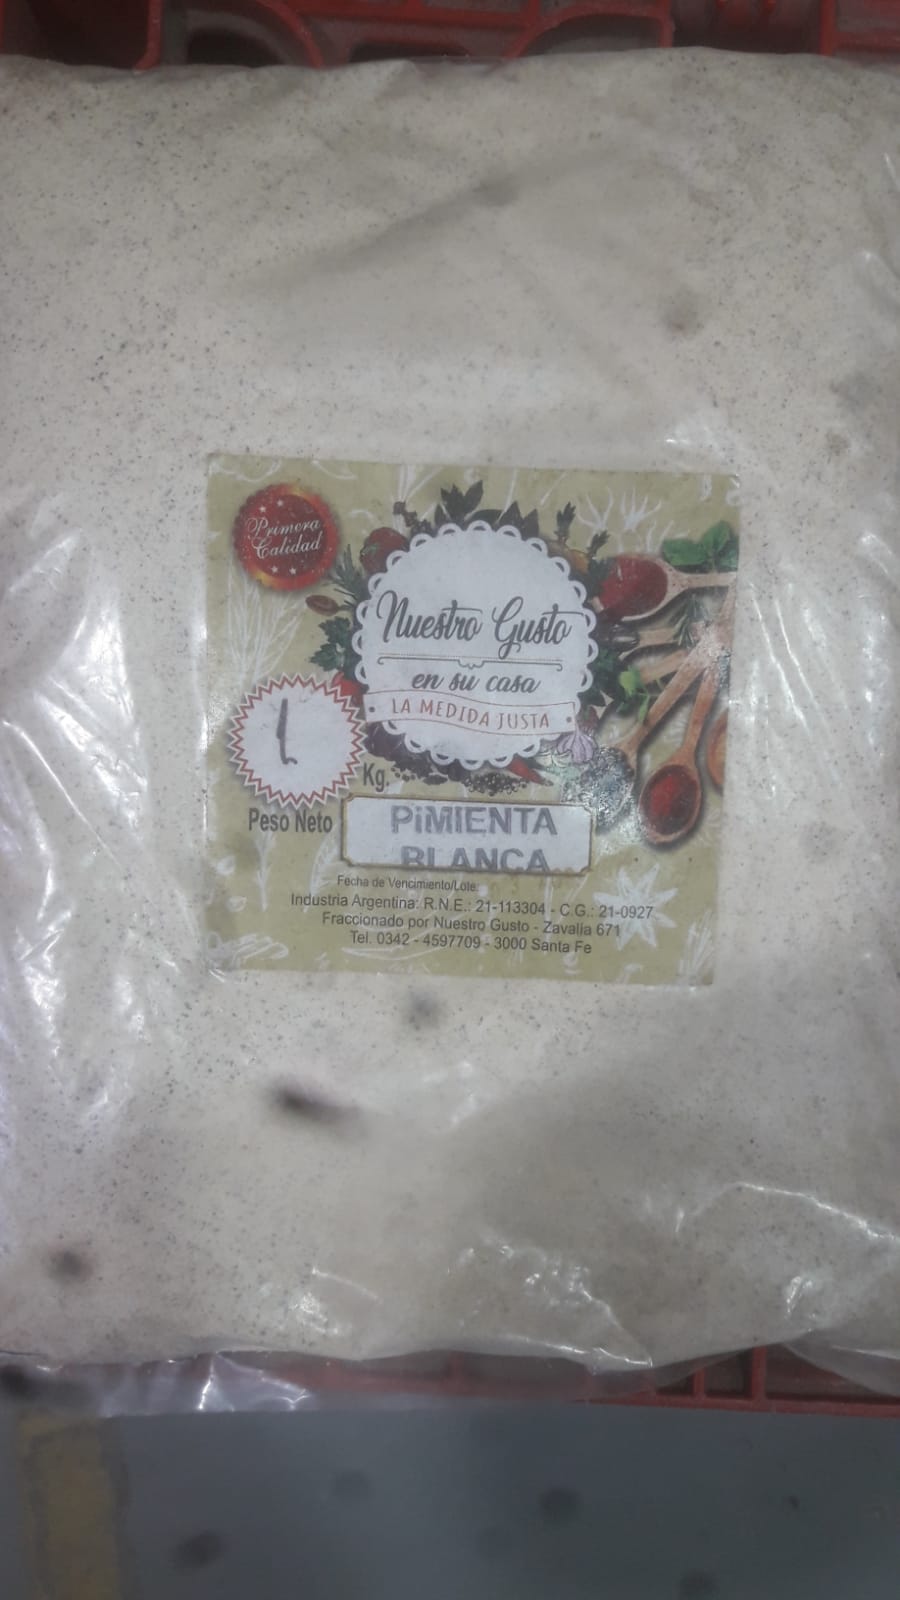 Primera
Calidad
Nuestro Gusto
en su casa
LA MEDIDA JUSTA
1
Kg.
Peso Neto
PiMIENTA
BLANCA
Fecha de Vencimiento/Lote:
Industria Argentina: R.N.E.: 21-113304 - C.G.: 21-0927
Fraccionado por Nuestro Gusto - Zavalia 671
Tel. 0342 - 4597709 - 3000 Santa Fe